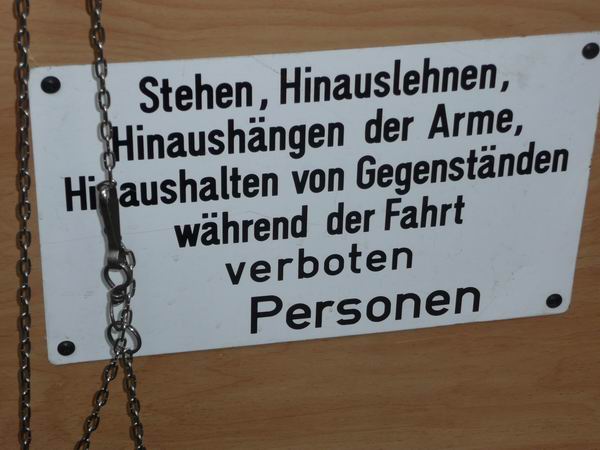 Stehen, Hinauslehnen,
Hinaushängen der Arme,
Hinaushalten von Gegenständen
während der Fahrt
verboten
Personen